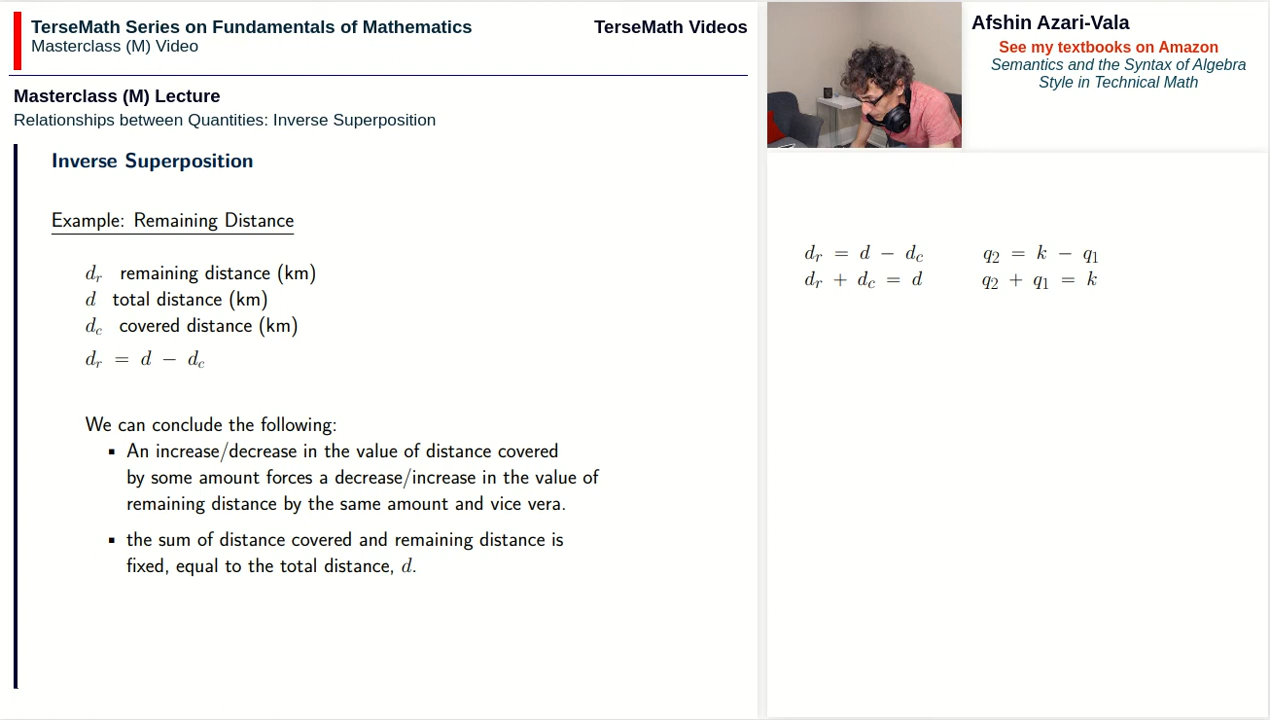 TerseMath Series on Fundamentals of Mathematics
Masterclass (M) Video
TerseMath Videos
Masterclass (M) Lecture
Relationships between Quantities: Inverse Superposition
Inverse Superposition
Example: Remaining Distance
d_r remaining distance (km)
d total distance (km)
d_c covered distance (km)
d_r = d − d_c
We can conclude the following:
▪ An increase/decrease in the value of distance covered
by some amount forces a decrease/increase in the value of
remaining distance by the same amount and vice vera.
▪ the sum of distance covered and remaining distance is
fixed, equal to the total distance, d.
Afshin Azari-Vala
See my textbooks on Amazon
Semantics and the Syntax of Algebra
Style in Technical Math
d_r = d − d_c
d_r + d_c = d
q_2 = k − q_1
q_2 + q_1 = k